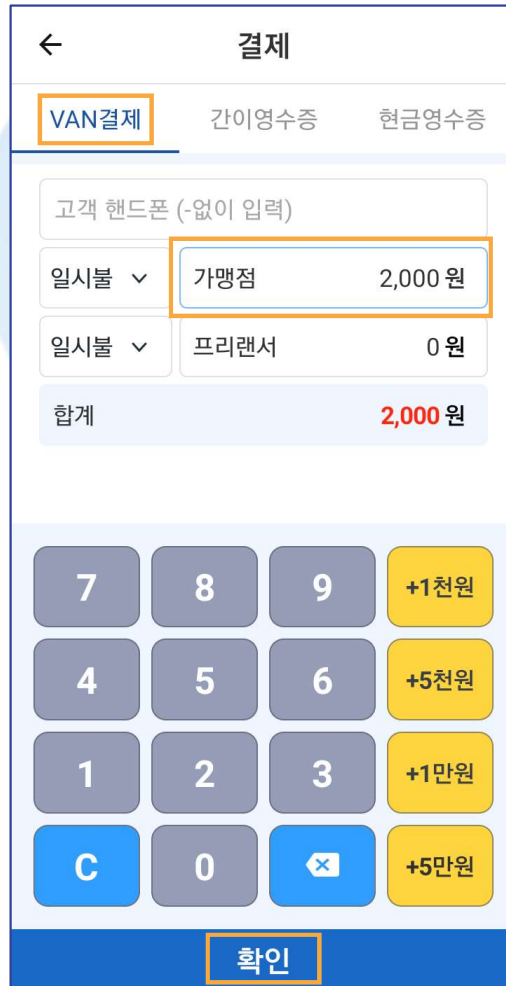 결제
VAN결제 간이영수증 현금영수증
고객 핸드폰 (-없이 입력)
일시불 가맹점 2,000 원
일시불 프리랜서 0 원
합계 2,000 원
7 8 9 +1천원
4 5 6 +5천원
1 2 3 +1만원
C 0 +5만원
확인